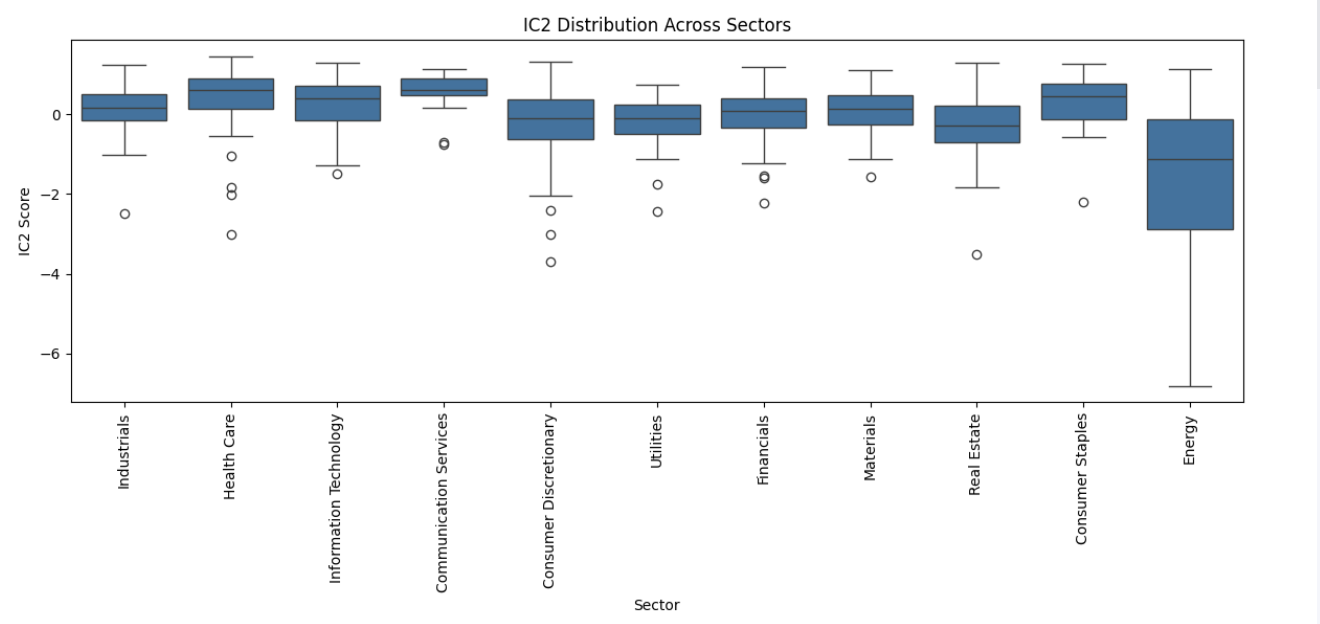 IC2 Distribution Across Sectors
IC2 Score
0
−2
−4
−6
Industrials
Health Care
Information Technology
Communication Services
Consumer Discretionary
Utilities
Financials
Materials
Real Estate
Consumer Staples
Energy
Sector